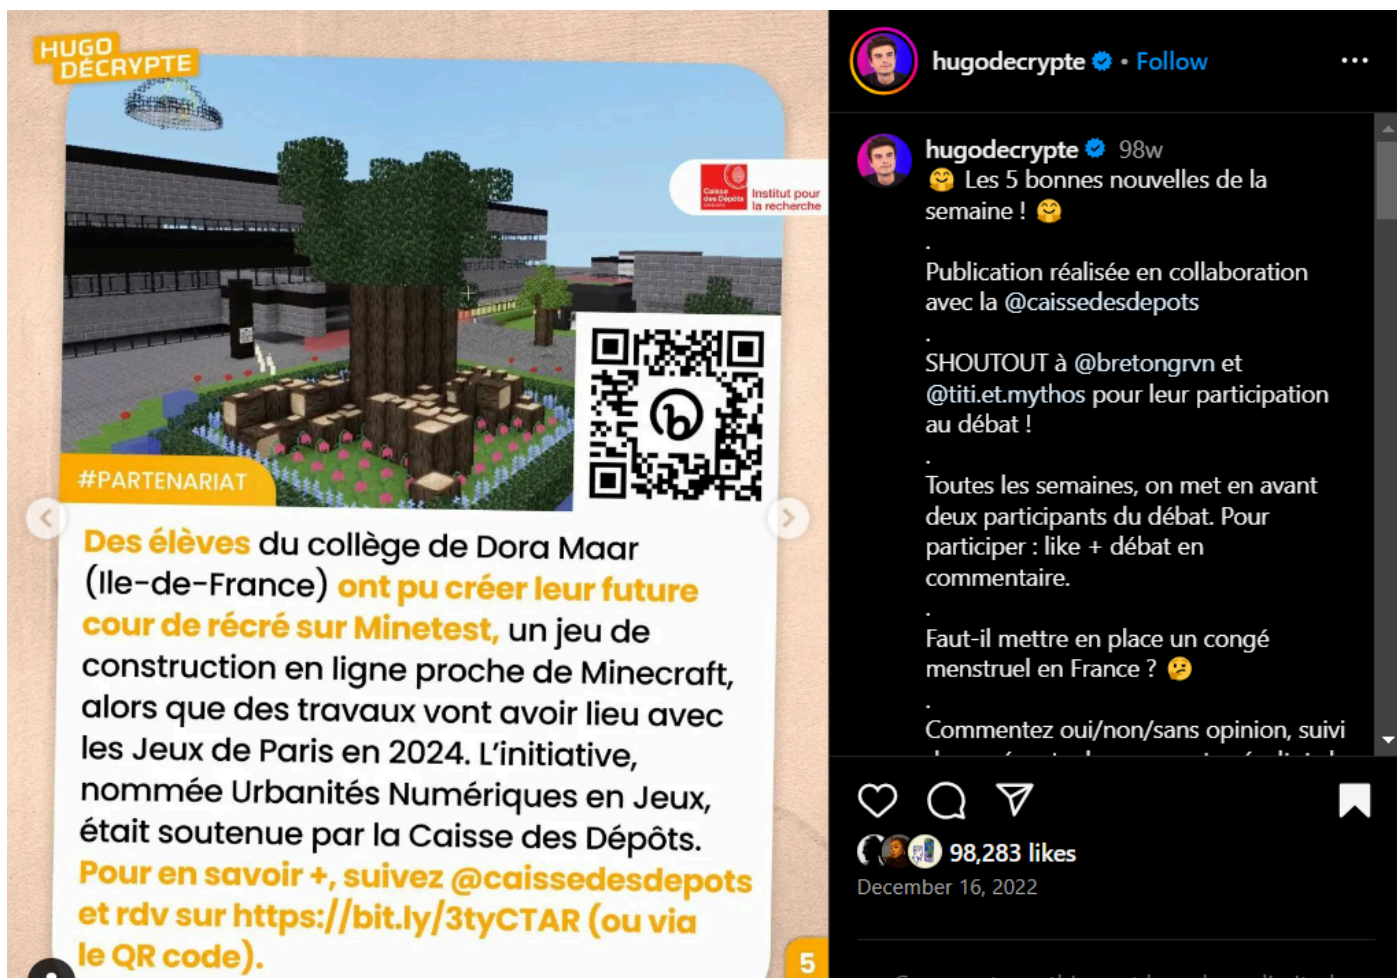 HUGO
DÉCRYPTE
Caisse
des Dépôts
GROUPE
Institut pour
la recherche
#PARTENARIAT
Des élèves du collège de Dora Maar
(Ile-de-France) ont pu créer leur future
cour de récré sur Minetest, un jeu de
construction en ligne proche de Minecraft,
alors que des travaux vont avoir lieu avec
les Jeux de Paris en 2024. L'initiative,
nommée Urbanités Numériques en Jeux,
était soutenue par la Caisse des Dépôts.
Pour en savoir +, suivez @caissedesdepots
et rdv sur https://bit.ly/3tyCTAR (ou via
le QR code).
5
hugodecrypte • Follow
hugodecrypte 98w
🤗 Les 5 bonnes nouvelles de la
semaine ! 🤗
.
Publication réalisée en collaboration
avec la @caissedesdepots
.
SHOUTOUT à @bretongrvn et
@titi.et.mythos pour leur participation
au débat !
.
Toutes les semaines, on met en avant
deux participants du débat. Pour
participer : like + débat en
commentaire.
.
Faut-il mettre en place un congé
menstruel en France ? 🤔
.
Commentez oui/non/sans opinion, suivi
98,283 likes
December 16, 2022